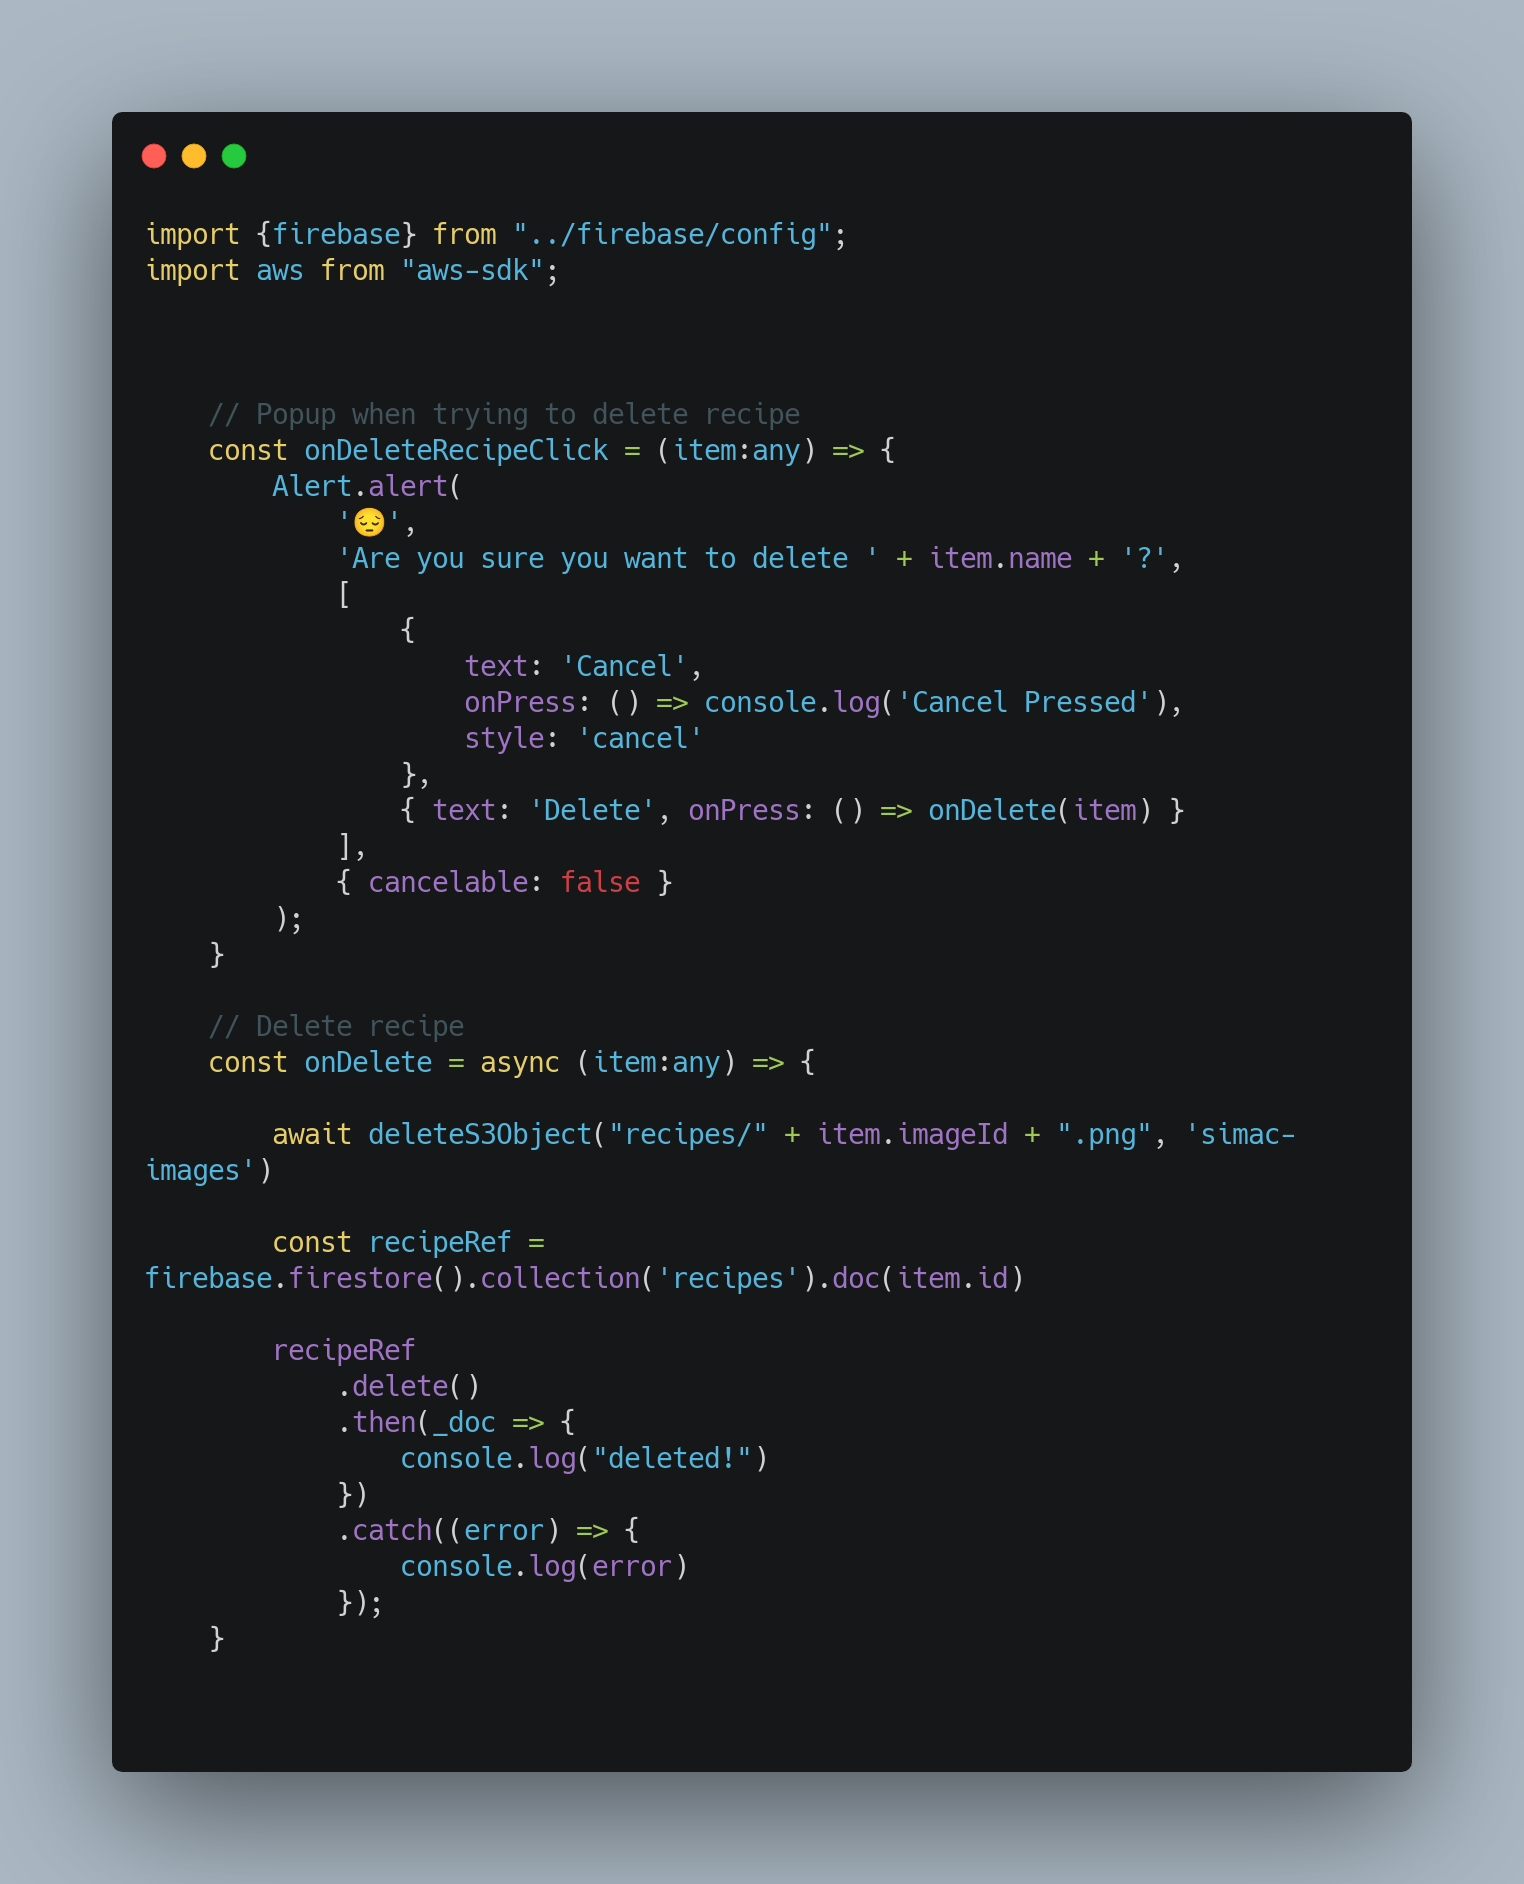 import {firebase} from "../firebase/config";
import aws from "aws-sdk";
// Popup when trying to delete recipe
const onDeleteRecipeClick = (item:any) => {
Alert.alert(
'😔',
'Are you sure you want to delete ' + item.name + '?',
[
{
text: 'Cancel',
onPress: () => console.log('Cancel Pressed'),
style: 'cancel'
},
{ text: 'Delete', onPress: () => onDelete(item) }
],
{ cancelable: false }
);
}
// Delete recipe
const onDelete = async (item:any) => {
await deleteS3Object("recipes/" + item.imageId + ".png", 'simac-
images')
const recipeRef =
firebase.firestore().collection('recipes').doc(item.id)
recipeRef
.delete()
.then(_doc => {
console.log("deleted!")
})
.catch((error) => {
console.log(error)
});
}